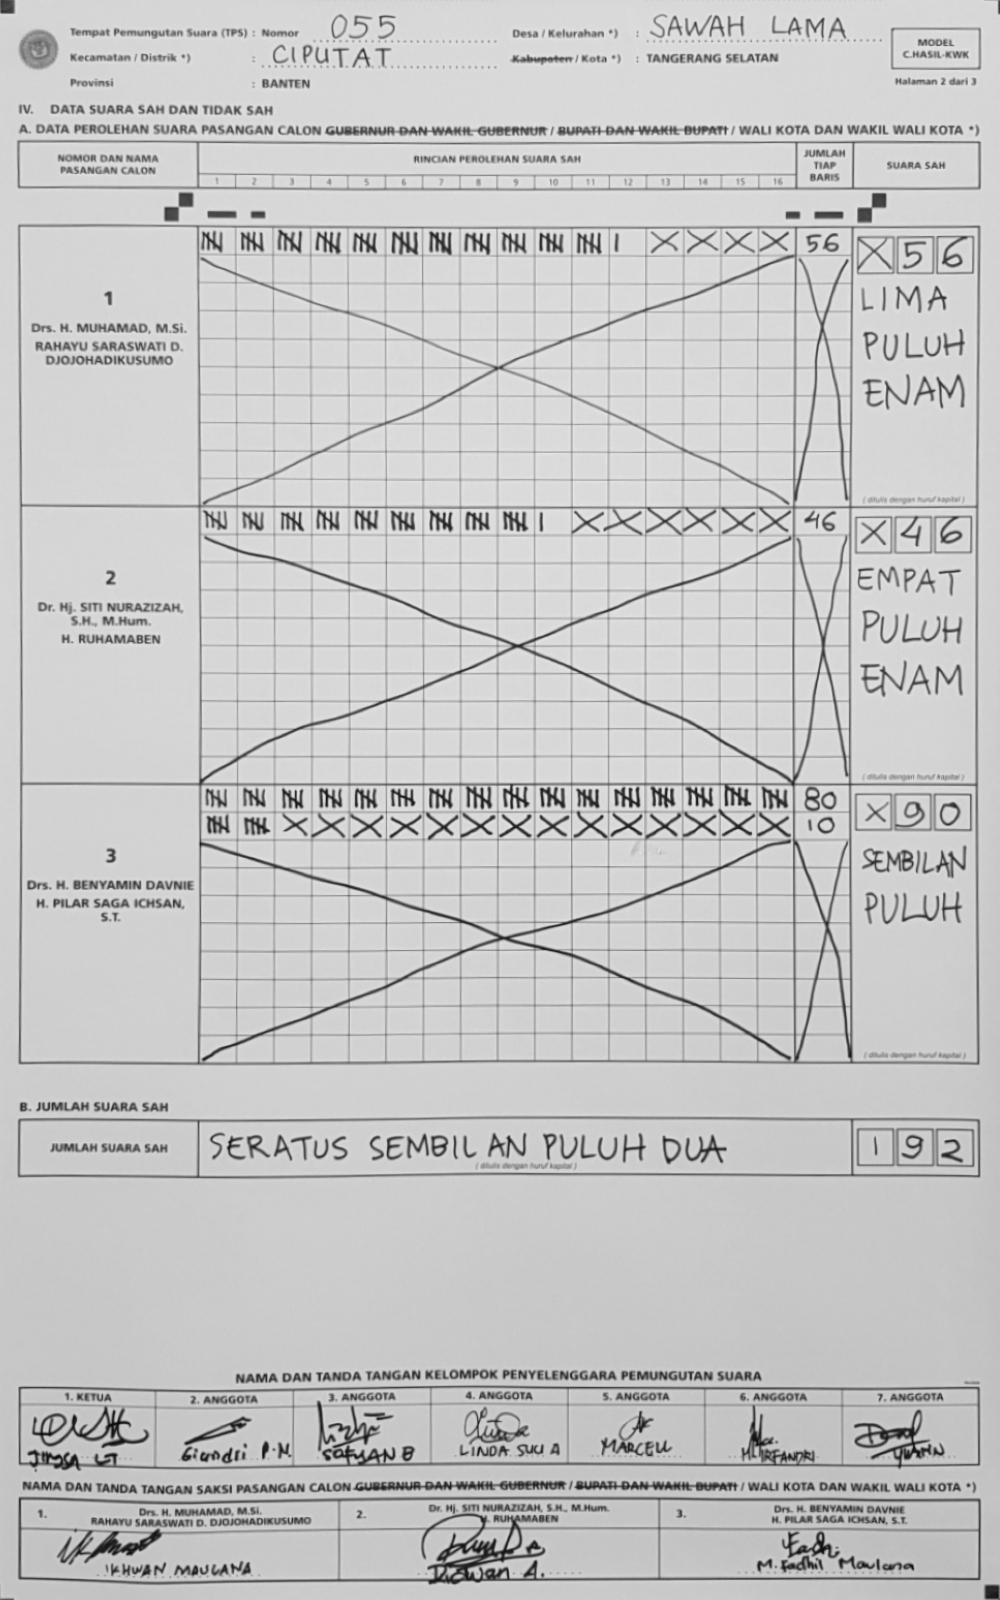 Tempat Pemungutan Suara (TPS) : Nomor 055 Desa / Kelurahan *) : SAWAH LAMA
Kecamatan / Distrik *) : CIPUTAT Kabupaten / Kota *) : TANGERANG SELATAN
Provinsi : BANTEN
MODEL
C.HASIL-KWK
Halaman 2 dari 3
IV. DATA SUARA SAH DAN TIDAK SAH
A. DATA PEROLEHAN SUARA PASANGAN CALON GUBERNUR DAN WAKIL GUBERNUR / BUPATI DAN WAKIL BUPATI / WALI KOTA DAN WAKIL WALI KOTA *)
NOMOR DAN NAMA PASANGAN CALON
RINCIAN PEROLEHAN SUARA SAH
JUMLAH TIAP BARIS
SUARA SAH
1 2 3 4 5 6 7 8 9 10 11 12 13 14 15 16
1
Drs. H. MUHAMAD, M.Si.
RAHAYU SARASWATI D.
DJOJOHADIKUSUMO
56
X 5 6
LIMA
PULUH
ENAM
( ditulis dengan huruf kapital )
2
Dr. Hj. SITI NURAZIZAH,
S.H., M.Hum.
H. RUHAMABEN
46
X 4 6
EMPAT
PULUH
ENAM
( ditulis dengan huruf kapital )
3
Drs. H. BENYAMIN DAVNIE
H. PILAR SAGA ICHSAN,
S.T.
80
10
X 9 0
SEMBILAN
PULUH
( ditulis dengan huruf kapital )
B. JUMLAH SUARA SAH
JUMLAH SUARA SAH SERATUS SEMBILAN PULUH DUA 1 9 2
( ditulis dengan huruf kapital )
NAMA DAN TANDA TANGAN KELOMPOK PENYELENGGARA PEMUNGUTAN SUARA
1. KETUA 2. ANGGOTA 3. ANGGOTA 4. ANGGOTA 5. ANGGOTA 6. ANGGOTA 7. ANGGOTA
Giandri P.M. SOFYAN B LINDA SUCI A MARCELL
NAMA DAN TANDA TANGAN SAKSI PASANGAN CALON GUBERNUR DAN WAKIL GUBERNUR / BUPATI DAN WAKIL BUPATI / WALI KOTA DAN WAKIL WALI KOTA *)
1. Drs. H. MUHAMAD, M.Si.
RAHAYU SARASWATI D. DJOJOHADIKUSUMO
IKHWAN MAULANA
2. Dr. Hj. SITI NURAZIZAH, S.H., M.Hum.
H. RUHAMABEN
Ridwan A.
3. Drs. H. BENYAMIN DAVNIE
H. PILAR SAGA ICHSAN, S.T.
M. Fadhil Maulana